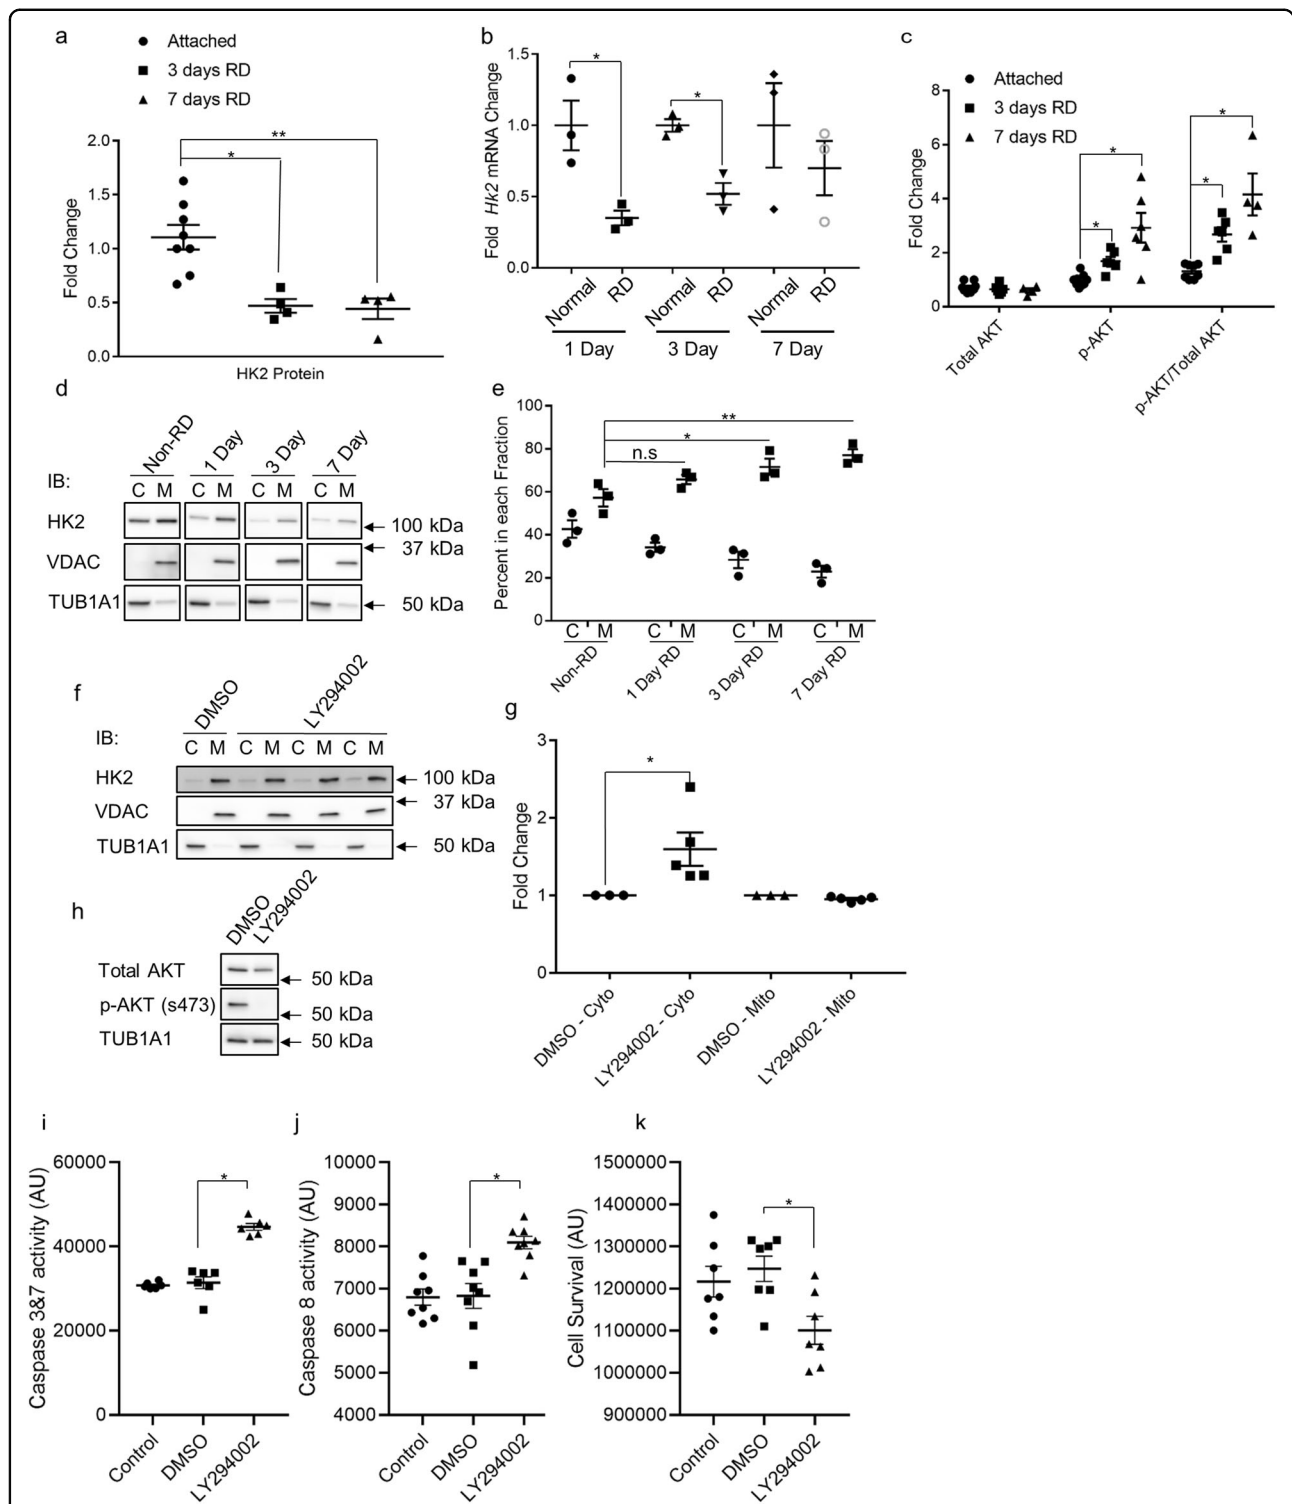 a
Attached
3 days RD
7 days RD
Fold Change
2.0
1.5
1.0
0.5
0.0
*
**
HK2 Protein
b
Fold Hk2 mRNA Change
1.5
1.0
0.5
0.0
*
*
Normal
RD
Normal
RD
Normal
RD
1 Day
3 Day
7 Day
c
Attached
3 days RD
7 days RD
Fold Change
8
6
4
2
0
*
*
*
*
Total AKT
p-AKT
p-AKT/Total AKT
d
Non-RD
1 Day
3 Day
7 Day
IB:
C M C M C M C M
HK2
100 kDa
37 kDa
VDAC
TUB1A1
50 kDa
e
Percent in each Fraction
100
80
60
40
20
0
**
*
n.s
C M C M C M C M
Non-RD
1 Day RD
3 Day RD
7 Day RD
f
DMSO
LY294002
IB:
C M C M C M C M
HK2
100 kDa
37 kDa
VDAC
TUB1A1
50 kDa
g
Fold Change
3
2
1
0
*
DMSO - Cyto
LY294002 - Cyto
DMSO - Mito
LY294002 - Mito
h
DMSO
LY294002
Total AKT
50 kDa
p-AKT (s473)
50 kDa
TUB1A1
50 kDa
i
Caspase 3&7 activity (AU)
60000
40000
20000
0
*
Control
DMSO
LY294002
j
Caspase 8 activity (AU)
10000
9000
8000
7000
6000
5000
4000
*
Control
DMSO
LY294002
k
Cell Survival (AU)
1500000
1400000
1300000
1200000
1100000
1000000
900000
*
Control
DMSO
LY294002